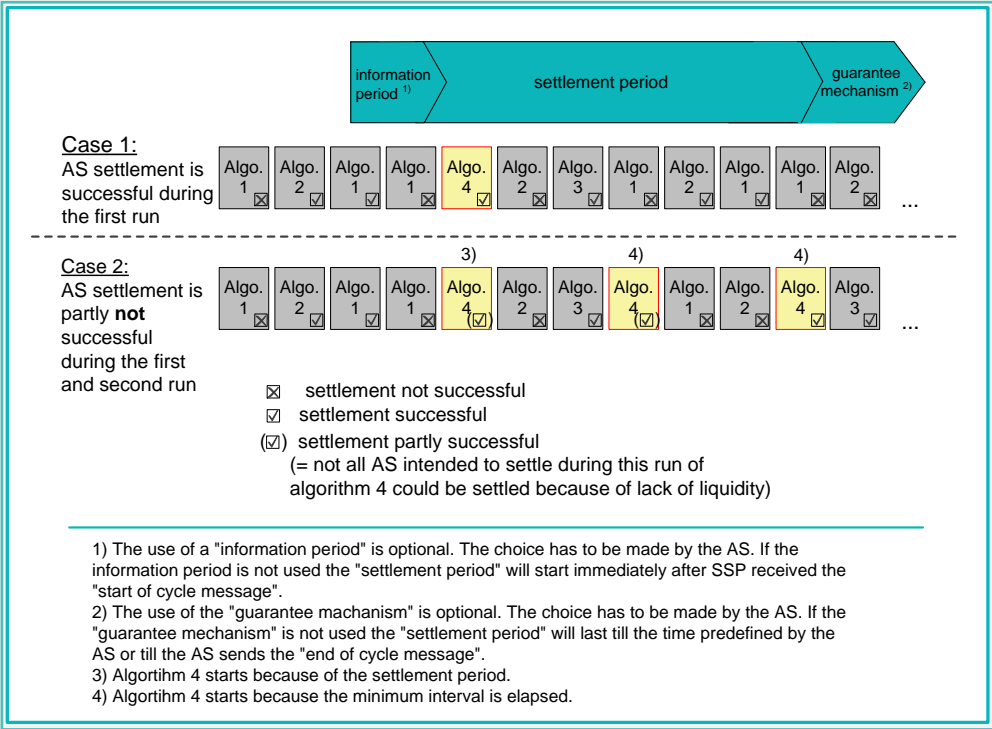 information
period 1)
settlement period
guarantee
mechanism 2)
Case 1:
AS settlement is
successful during
the first run
Algo.
1
Algo.
2
Algo.
1
Algo.
1
Algo.
4
Algo.
2
Algo.
3
Algo.
1
Algo.
2
Algo.
1
Algo.
1
Algo.
2
...
Case 2:
AS settlement is
partly not
successful
during the first
and second run
3)
4)
4)
Algo.
1
Algo.
2
Algo.
1
Algo.
1
Algo.
4
(☑)
Algo.
2
Algo.
3
Algo.
4
(☑)
Algo.
1
Algo.
2
Algo.
4
Algo.
3
...
☒ settlement not successful
☑ settlement successful
(☑) settlement partly successful
(= not all AS intended to settle during this run of
algorithm 4 could be settled because of lack of liquidity)
1) The use of a "information period" is optional. The choice has to be made by the AS. If the
information period is not used the "settlement period" will start immediately after SSP received the
"start of cycle message".
2) The use of the "guarantee machanism" is optional. The choice has to be made by the AS. If the
"guarantee mechanism" is not used the "settlement period" will last till the time predefined by the
AS or till the AS sends the "end of cycle message".
3) Algortihm 4 starts because of the settlement period.
4) Algortihm 4 starts because the minimum interval is elapsed.